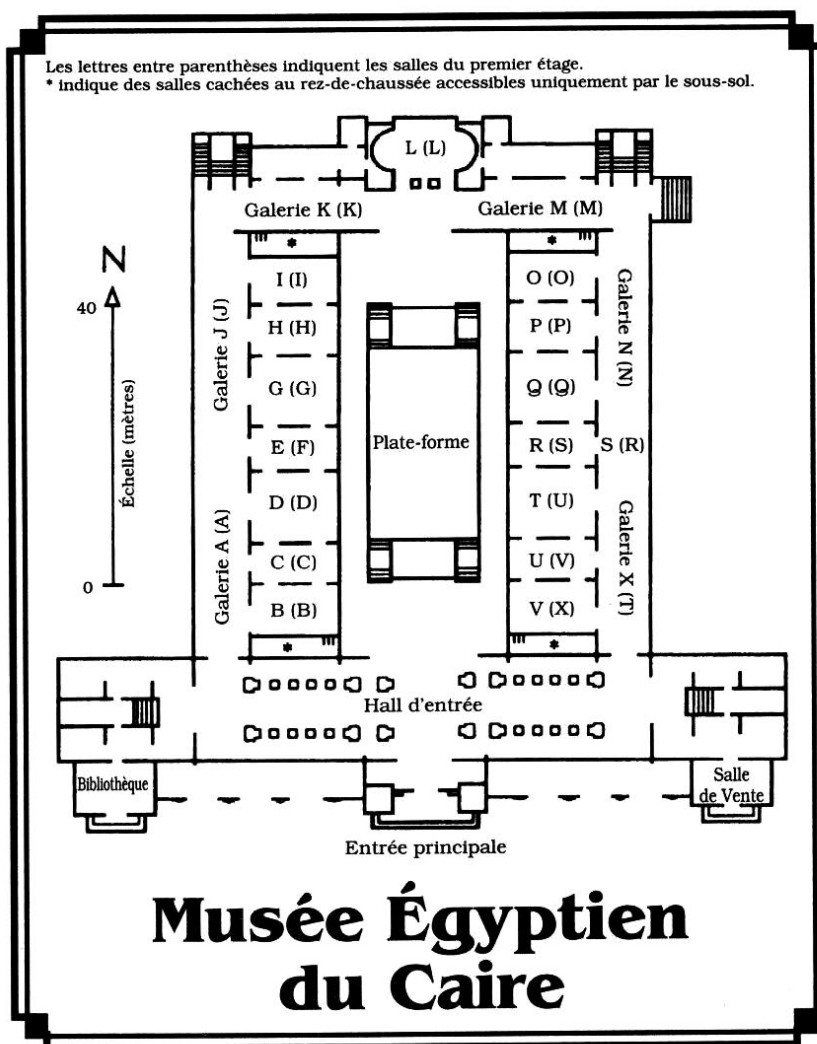 Les lettres entre parenthèses indiquent les salles du premier étage.
* indique des salles cachées au rez-de-chaussée accessibles uniquement par le sous-sol.
L (L)
Galerie K (K)
Galerie M (M)
*
*
N
40
Échelle (mètres)
0
Galerie J (J)
Galerie A (A)
I (I)
H (H)
G (G)
E (F)
D (D)
C (C)
B (B)
*
Plate-forme
O (O)
P (P)
Q (Q)
R (S)
T (U)
U (V)
V (X)
*
Galerie N (N)
S (R)
Galerie X (T)
Hall d'entrée
Bibliothèque
Salle
de Vente
Entrée principale
Musée Égyptien
du Caire